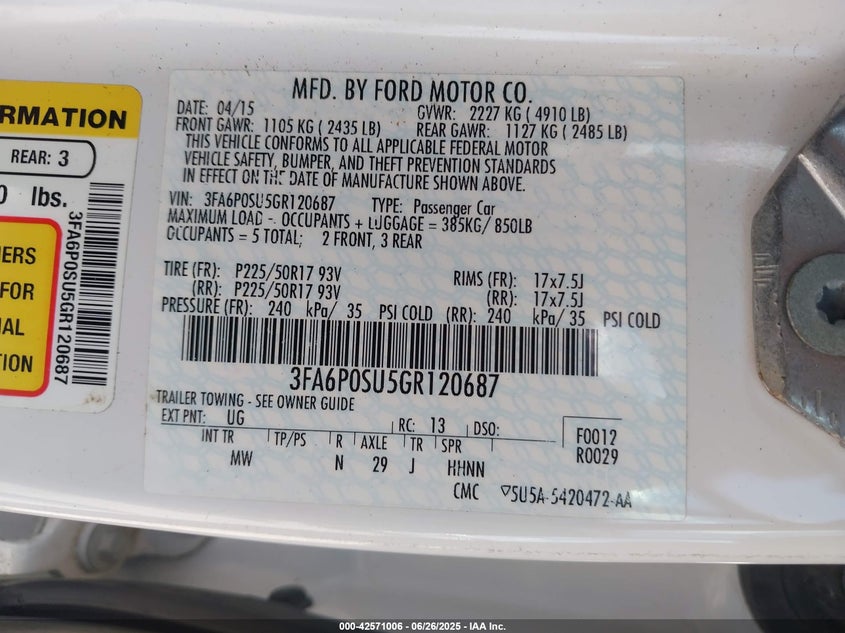 RMATION
REAR: 3
0 lbs.
ERS
FOR
AL
3FA6P0SU5GR120687
MFD. BY FORD MOTOR CO.
DATE: 04/15 GVWR: 2227 KG ( 4910 LB)
FRONT GAWR: 1105 KG ( 2435 LB) REAR GAWR: 1127 KG ( 2485 LB)
THIS VEHICLE CONFORMS TO ALL APPLICABLE FEDERAL MOTOR
VEHICLE SAFETY, BUMPER, AND THEFT PREVENTION STANDARDS
IN EFFECT ON THE DATE OF MANUFACTURE SHOWN ABOVE.
VIN: 3FA6P0SU5GR120687 TYPE: Passenger Car
MAXIMUM LOAD -. OCCUPANTS + LUGGAGE = 385KG/ 850LB
OCCUPANTS = 5 TOTAL; 2 FRONT, 3 REAR
TIRE (FR): P225/50R17 93V RIMS (FR): 17x7.5J
(RR): P225/50R17 93V (RR): 17x7.5J
PRESSURE (FR): 240 kPa/ 35 PSI COLD (RR): 240 kPa/ 35 PSI COLD
3FA6P0SU5GR120687
TRAILER TOWING - SEE OWNER GUIDE
EXT PNT: UG RC: 13 DSO: F0012
INT TR TP/PS R AXLE TR SPR R0029
MW N 29 J HHNN
CMC ▽5U5A-5420472-AA
000-42571006 - 06/26/2025 - IAA Inc.